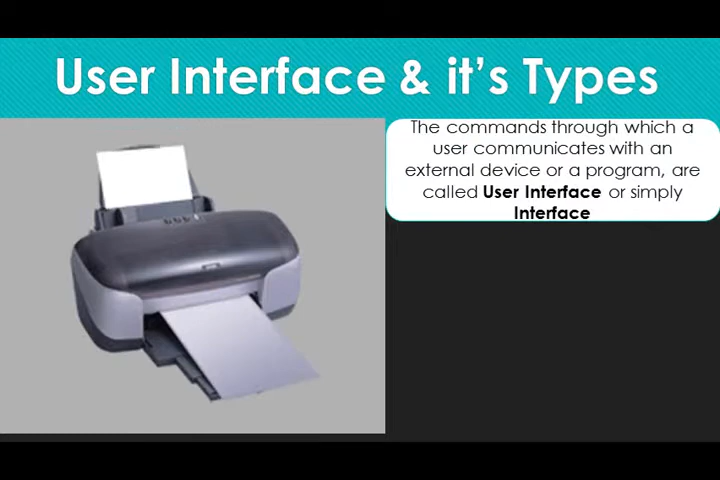 User Interface & it's Types
The commands through which a
user communicates with an
external device or a program, are
called User Interface or simply
Interface